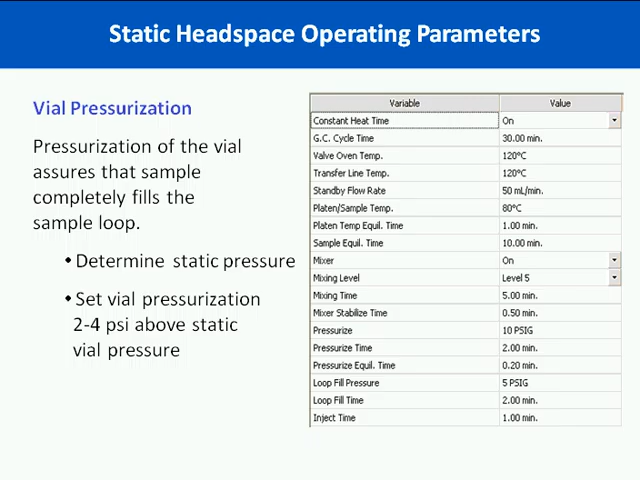 Static Headspace Operating Parameters
Vial Pressurization
Pressurization of the vial
assures that sample
completely fills the
sample loop.
• Determine static pressure
• Set vial pressurization
2-4 psi above static
vial pressure
Variable Value
Constant Heat Time On
G.C. Cycle Time 30.00 min.
Valve Oven Temp. 120°C
Transfer Line Temp. 120°C
Standby Flow Rate 50 mL/min.
Platen/Sample Temp. 80°C
Platen Temp Equil. Time 1.00 min.
Sample Equil. Time 10.00 min.
Mixer On
Mixing Level Level 5
Mixing Time 5.00 min.
Mixer Stabilize Time 0.50 min.
Pressurize 10 PSIG
Pressurize Time 2.00 min.
Pressurize Equil. Time 0.20 min.
Loop Fill Pressure 5 PSIG
Loop Fill Time 2.00 min.
Inject Time 1.00 min.